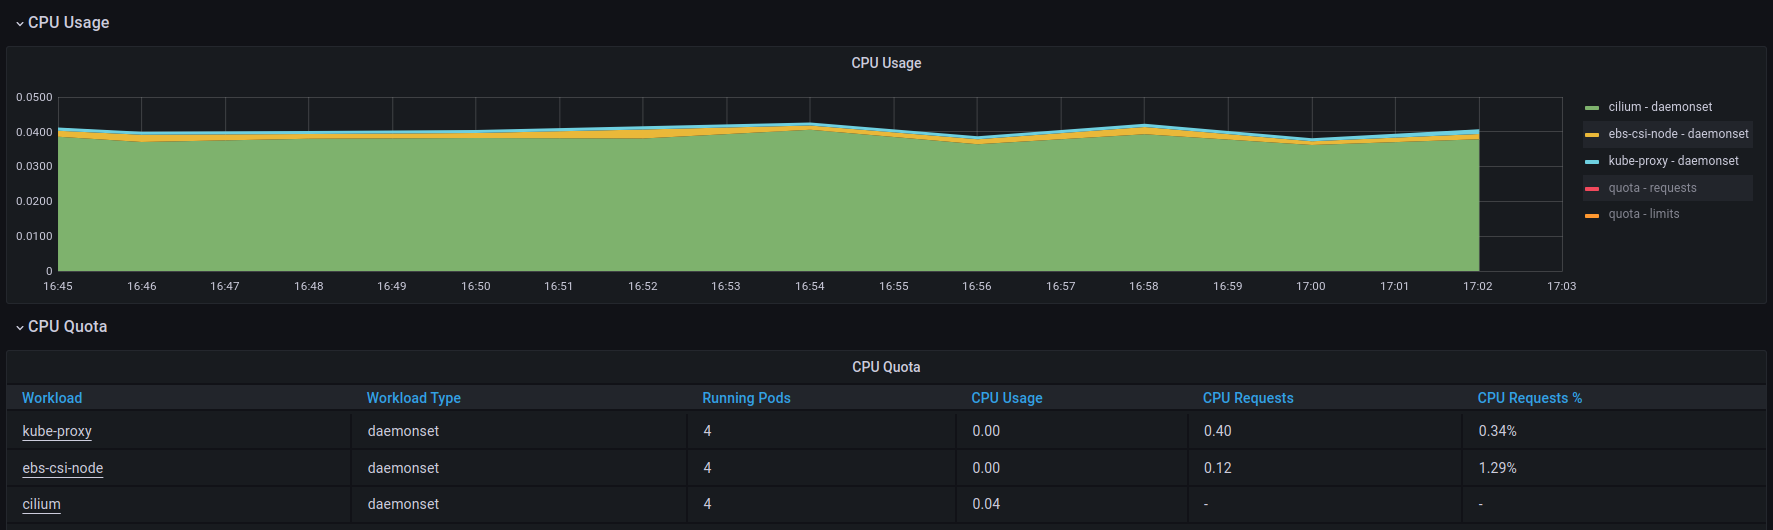 CPU Usage
CPU Usage
0.0500
0.0400
0.0300
0.0200
0.0100
0
16:45 16:46 16:47 16:48 16:49 16:50 16:51 16:52 16:53 16:54 16:55 16:56 16:57 16:58 16:59 17:00 17:01 17:02 17:03
cilium - daemonset
ebs-csi-node - daemonset
kube-proxy - daemonset
quota - requests
quota - limits
CPU Quota
CPU Quota
Workload Workload Type Running Pods CPU Usage CPU Requests CPU Requests %
kube-proxy daemonset 4 0.00 0.40 0.34%
ebs-csi-node daemonset 4 0.00 0.12 1.29%
cilium daemonset 4 0.04 - -